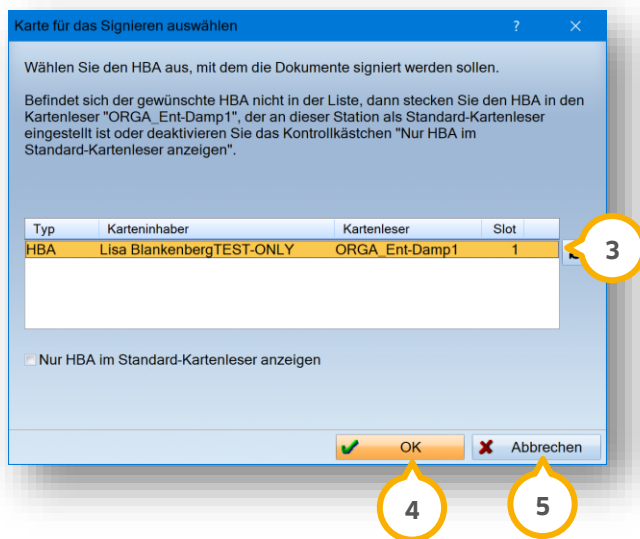 Karte für das Signieren auswählen ?
Wählen Sie den HBA aus, mit dem die Dokumente signiert werden sollen.
Befindet sich der gewünschte HBA nicht in der Liste, dann stecken Sie den HBA in den
Kartenleser "ORGA_Ent-Damp1", der an dieser Station als Standard-Kartenleser
eingestellt ist oder deaktivieren Sie das Kontrollkästchen "Nur HBA im
Standard-Kartenleser anzeigen".
Typ Karteninhaber Kartenleser Slot
HBA Lisa BlankenbergTEST-ONLY ORGA_Ent-Damp1 1
3
Nur HBA im Standard-Kartenleser anzeigen
OK Abbrechen
4 5